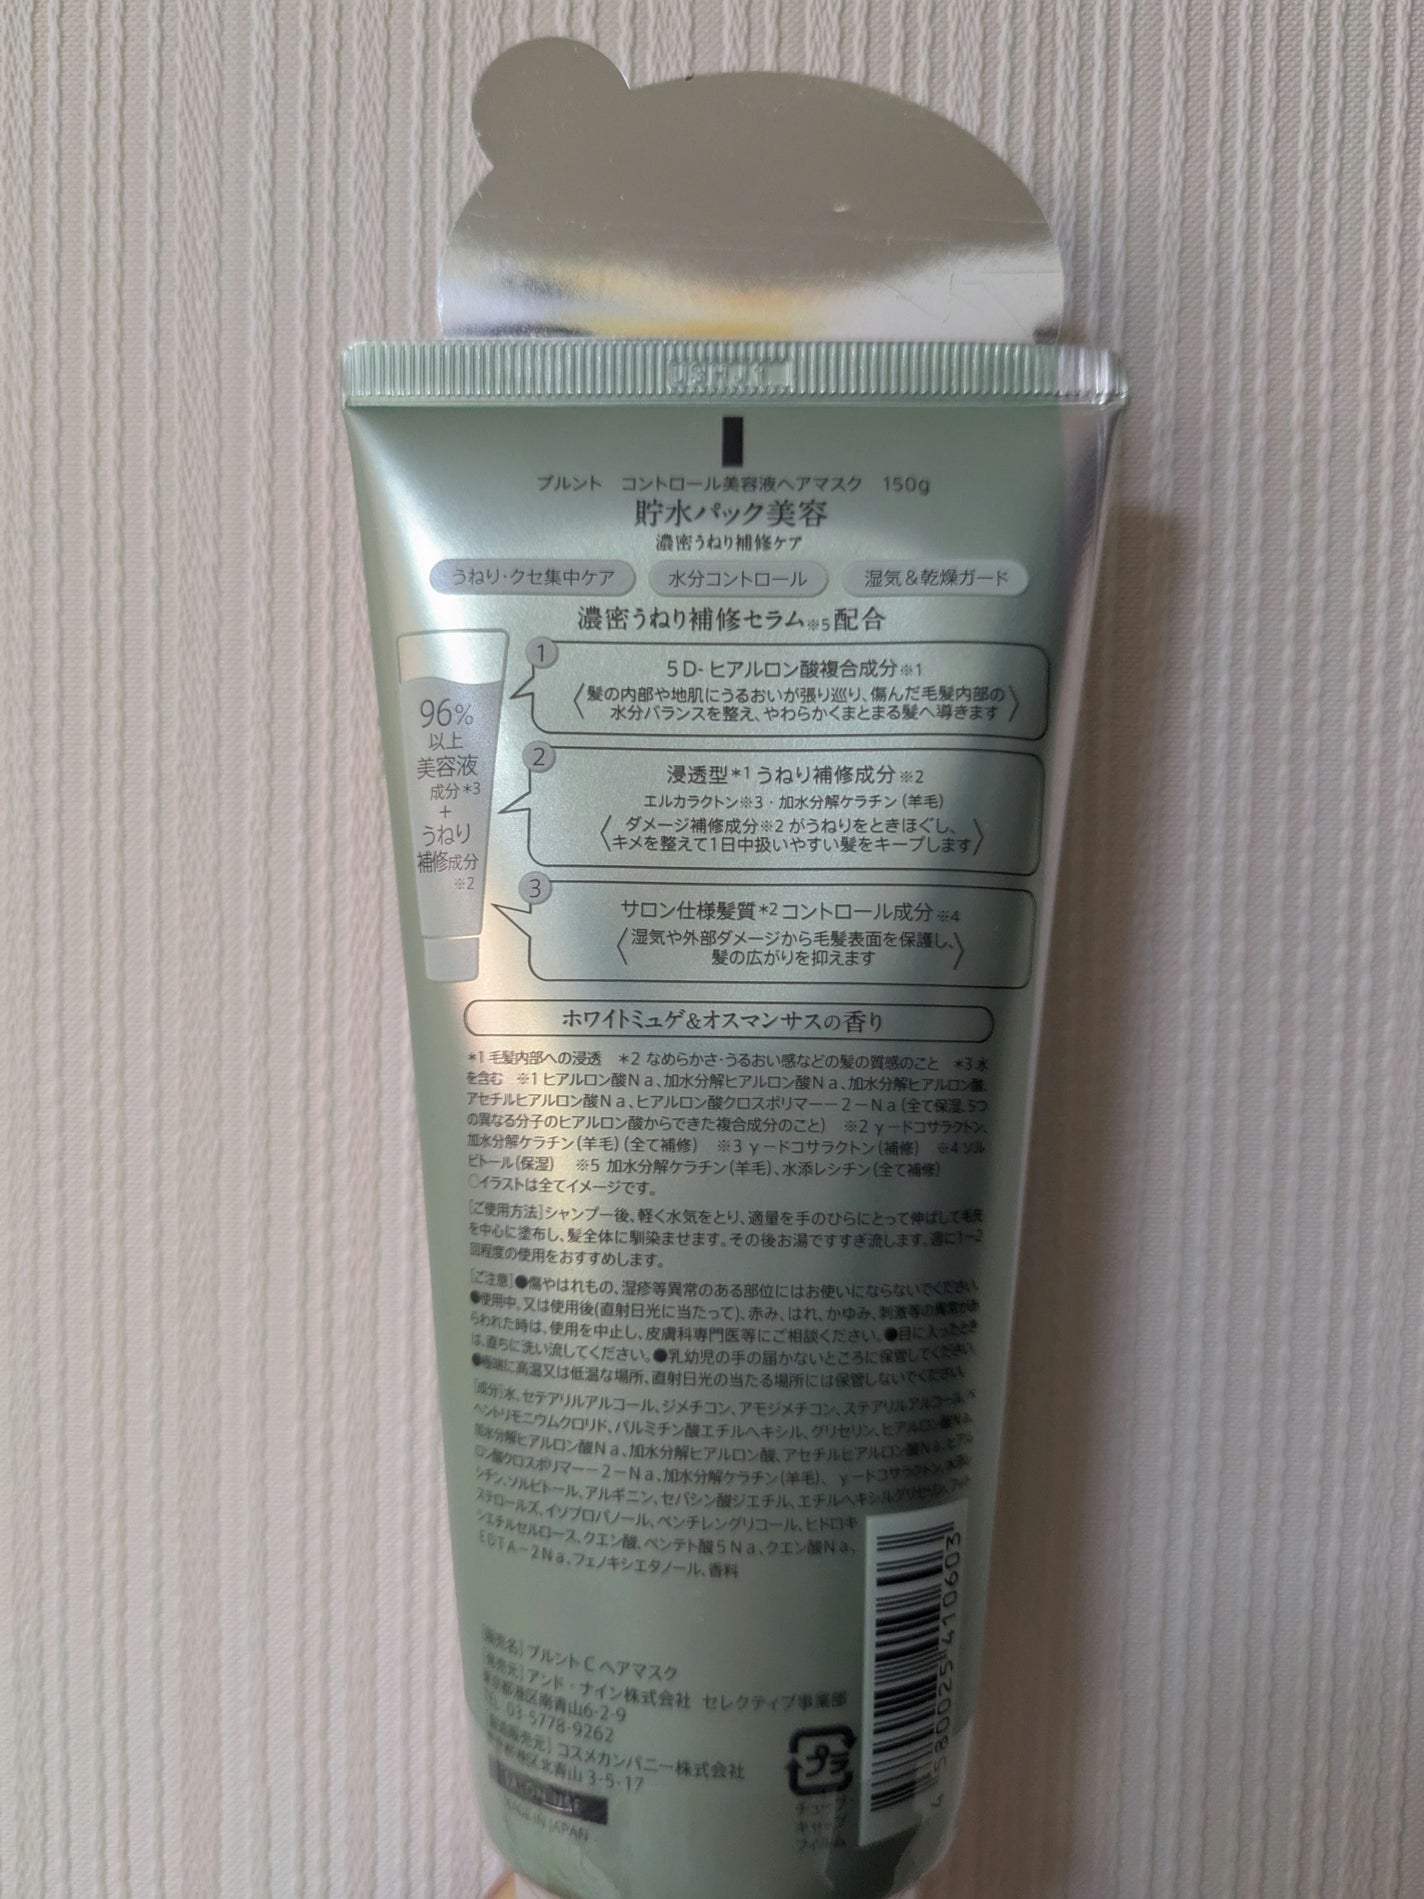 プルント　コントロール美容液ヘアマスク　150g
貯水パック美容
濃密うねり補修ケア
うねり･クセ集中ケア
水分コントロール
湿気＆乾燥ガード
濃密うねり補修セラム※5配合
96%
以上
美容液
成分*3
+
うねり
補修成分
※2
1
5D-ヒアルロン酸複合成分※1
〈髪の内部や地肌にうるおいが張り巡り、傷んだ毛髪内部の
水分バランスを整え、やわらかくまとまる髪へ導きます〉
2
浸透型*1うねり補修成分※2
エルカラクトン※3・加水分解ケラチン（羊毛）
〈ダメージ補修成分※2がうねりをときほぐし、
キメを整えて1日中扱いやすい髪をキープします〉
3
サロン仕様髪質*2コントロール成分※4
〈湿気や外部ダメージから毛髪表面を保護し、
髪の広がりを抑えます〉
ホワイトミュゲ&オスマンサスの香り
*1 毛髪内部への浸透　*2 なめらかさ･うるおい感などの髪の質感のこと　*3 水
を含む　※1 ヒアルロン酸Na、加水分解ヒアルロン酸Na、加水分解ヒアルロン酸、
アセチルヒアルロン酸Na、ヒアルロン酸クロスポリマー－2－Na（全て保湿、5つ
の異なる分子のヒアルロン酸からできた複合成分のこと）　※2 γ－ドコサラクトン、
加水分解ケラチン（羊毛）（全て補修）　※3 γ－ドコサラクトン（補修）　※4 ソル
ビトール（保湿）　※5 加水分解ケラチン（羊毛）、水添レシチン（全て補修）
○イラストは全てイメージです。
[ご使用方法]シャンプー後、軽く水気をとり、適量を手のひらにとって伸ばして毛先
を中心に塗布し、髪全体に馴染ませます。その後お湯ですすぎ流します。週に1～2
回程度の使用をおすすめします。
[ご注意]●傷やはれもの、湿疹等異常のある部位にはお使いにならないでください。
●使用中、又は使用後(直射日光に当たって)、赤み、はれ、かゆみ、刺激等の異常があ
らわれた時は、使用を中止し、皮膚科専門医等にご相談ください。●目に入ったとき
は、直ちに洗い流してください。●乳幼児の手の届かないところに保管してください。
●極端に高温又は低温な場所、直射日光の当たる場所には保管しないでください。
[成分]水、セテアリルアルコール、ジメチコン、アモジメチコン、ステアリルアルコール、ベ
ヘントリモニウムクロリド、パルミチン酸エチルヘキシル、グリセリン、ヒアルロン酸Na、
加水分解ヒアルロン酸Na、加水分解ヒアルロン酸、アセチルヒアルロン酸Na、ヒアル
ロン酸クロスポリマー－2－Na、加水分解ケラチン（羊毛）、γ－ドコサラクトン、水添レ
シチン、ソルビトール、アルギニン、セバシン酸ジエチル、エチルヘキシルグリセリン、フィト
ステロールズ、イソプロパノール、ペンチレングリコール、ヒドロキ
シエチルセルロース、クエン酸、ペンテト酸5Na、クエン酸Na、
EDTA－2Na、フェノキシエタノール、香料
[販売名] プルントC ヘアマスク
[発売元] アンド・ナイン株式会社　セレクティブ事業部
東京都港区南青山6-2-9
TEL 03-5778-9262
[製造販売元] コスメカンパニー株式会社
東京都港区北青山 3-5-17
SALON USE
MADE IN JAPAN
プラ
チューブ
キャップ
フィルム
4 580025 410603